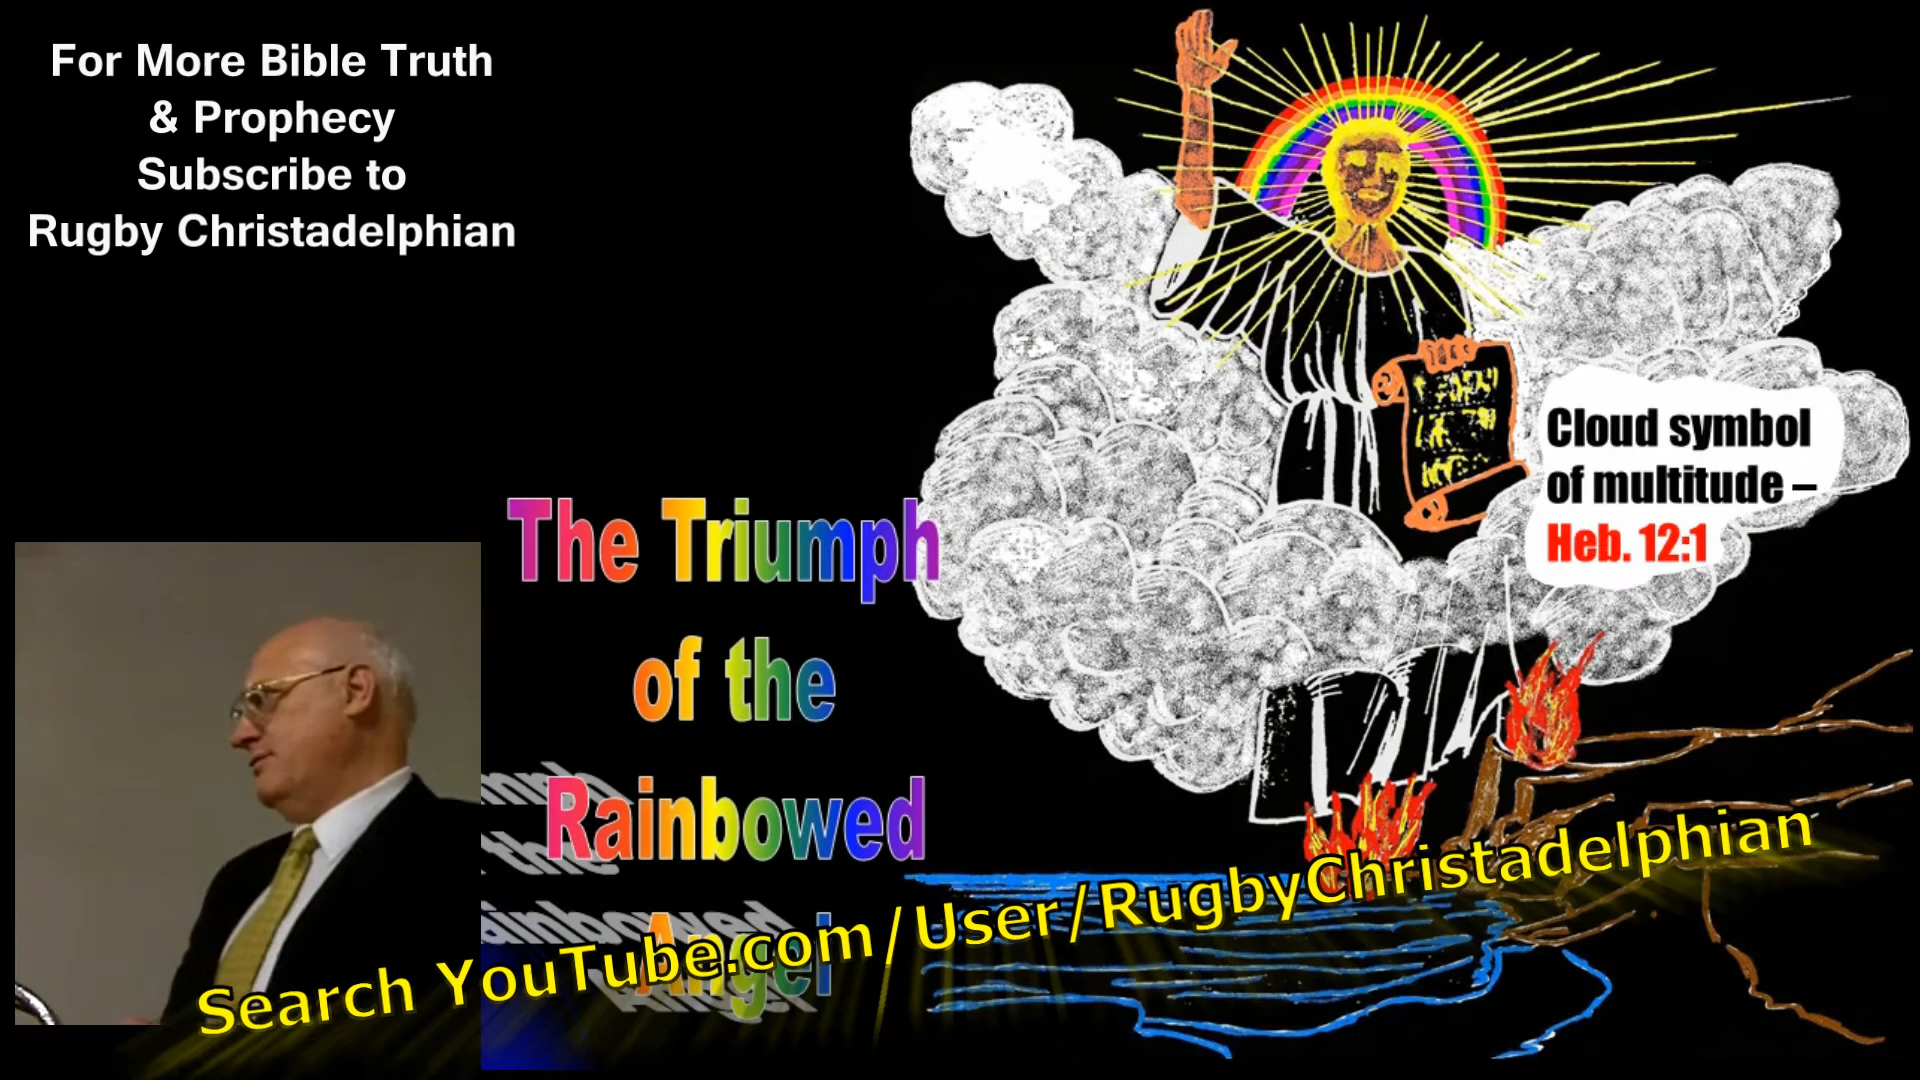 For More Bible Truth
& Prophecy
Subscribe to
Rugby Christadelphian
The Triumph
of the
Rainbowed
Angel
Cloud symbol
of multitude –
Heb. 12:1
Search YouTube.com/User/RugbyChristadelphian